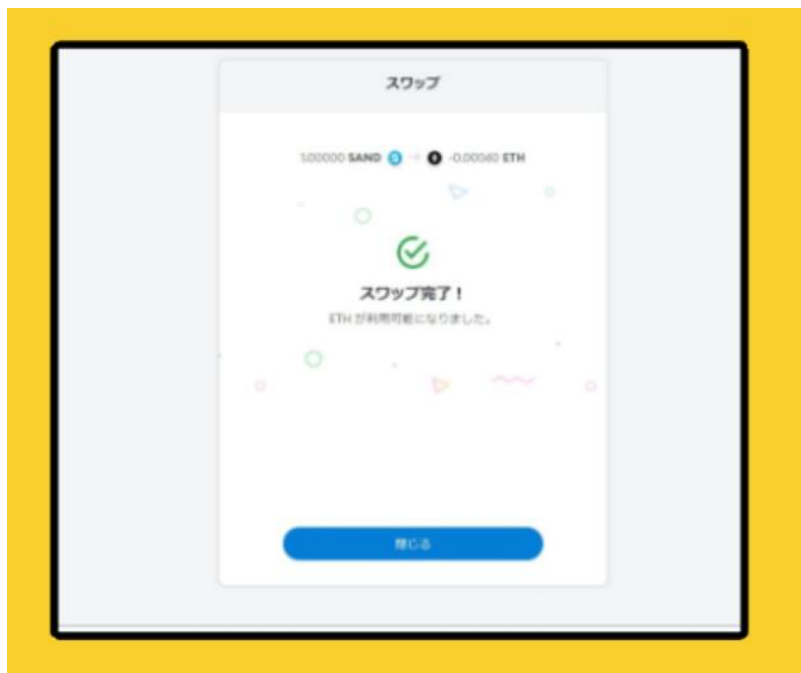 スワップ
1.00000 SAND → -0.00060 ETH
スワップ完了！
ETH が利用可能になりました。
閉じる